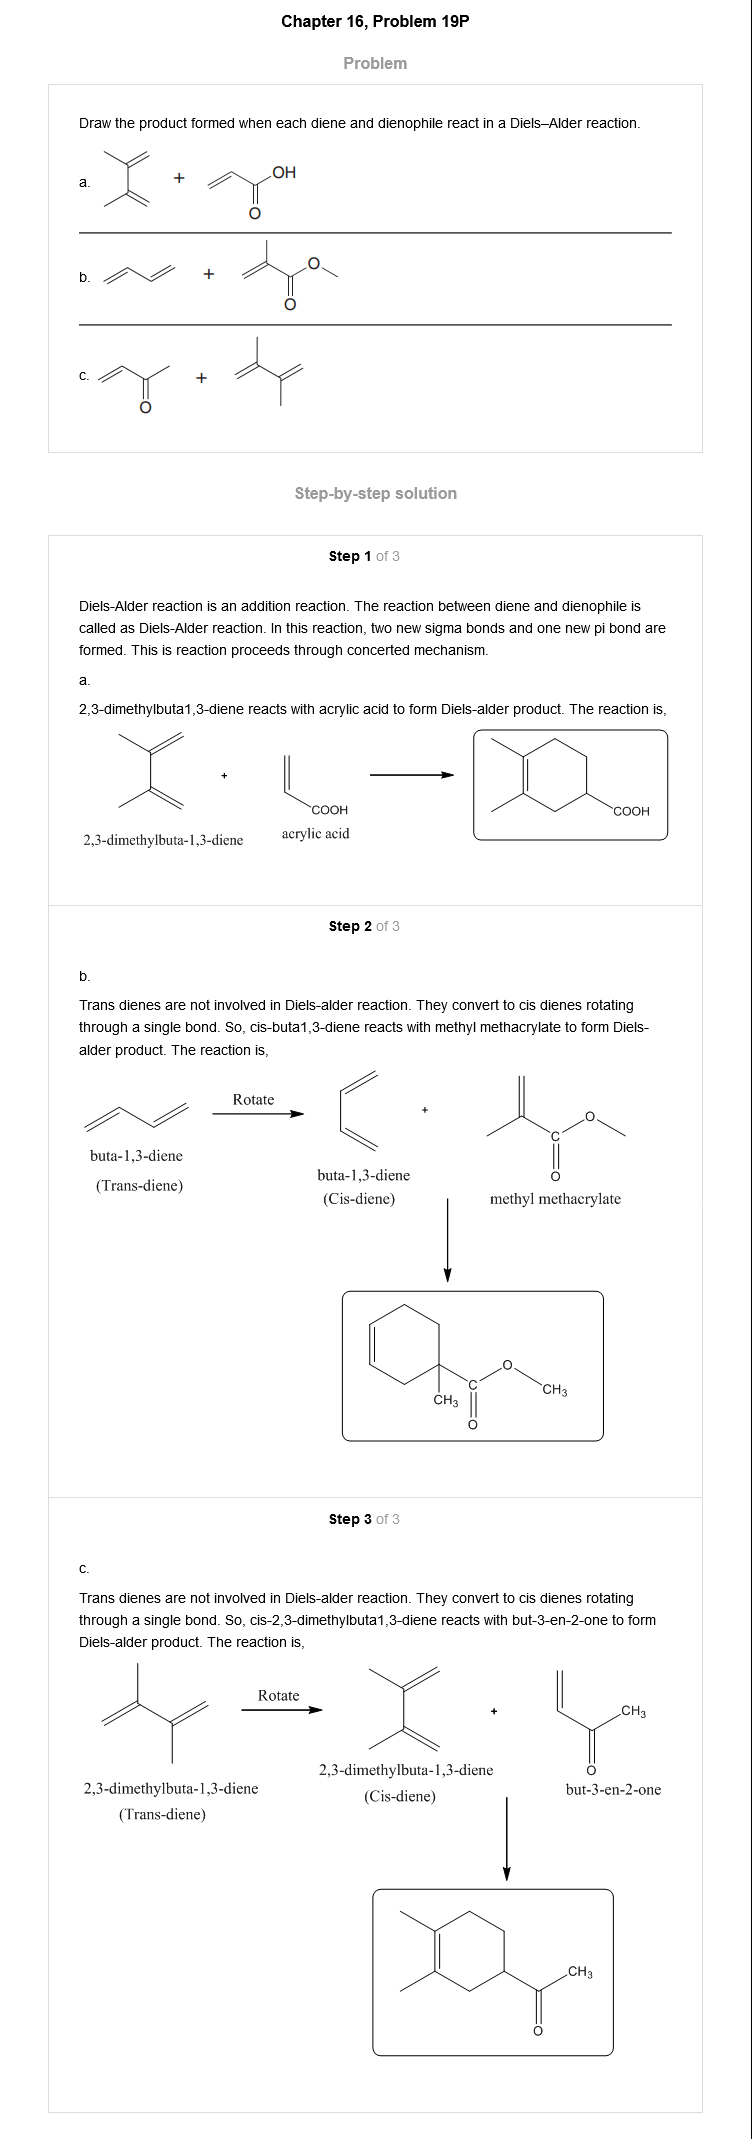 Chapter 16, Problem 19P
Problem
Draw the product formed when each diene and dienophile react in a Diels–Alder reaction.
a.
+
OH
O
b.
+
O
O
c.
+
O
Step-by-step solution
Step 1 of 3
Diels-Alder reaction is an addition reaction. The reaction between diene and dienophile is
called as Diels-Alder reaction. In this reaction, two new sigma bonds and one new pi bond are
formed. This is reaction proceeds through concerted mechanism.
a.
2,3-dimethylbuta1,3-diene reacts with acrylic acid to form Diels-alder product. The reaction is,
+
COOH
COOH
2,3-dimethylbuta-1,3-diene
acrylic acid
Step 2 of 3
b.
Trans dienes are not involved in Diels-alder reaction. They convert to cis dienes rotating
through a single bond. So, cis-buta1,3-diene reacts with methyl methacrylate to form Diels-
alder product. The reaction is,
Rotate
+
O
C
O
buta-1,3-diene
(Trans-diene)
buta-1,3-diene
(Cis-diene)
methyl methacrylate
O
C
CH3
CH3
O
Step 3 of 3
c.
Trans dienes are not involved in Diels-alder reaction. They convert to cis dienes rotating
through a single bond. So, cis-2,3-dimethylbuta1,3-diene reacts with but-3-en-2-one to form
Diels-alder product. The reaction is,
Rotate
+
CH3
O
2,3-dimethylbuta-1,3-diene
(Trans-diene)
2,3-dimethylbuta-1,3-diene
(Cis-diene)
but-3-en-2-one
CH3
O